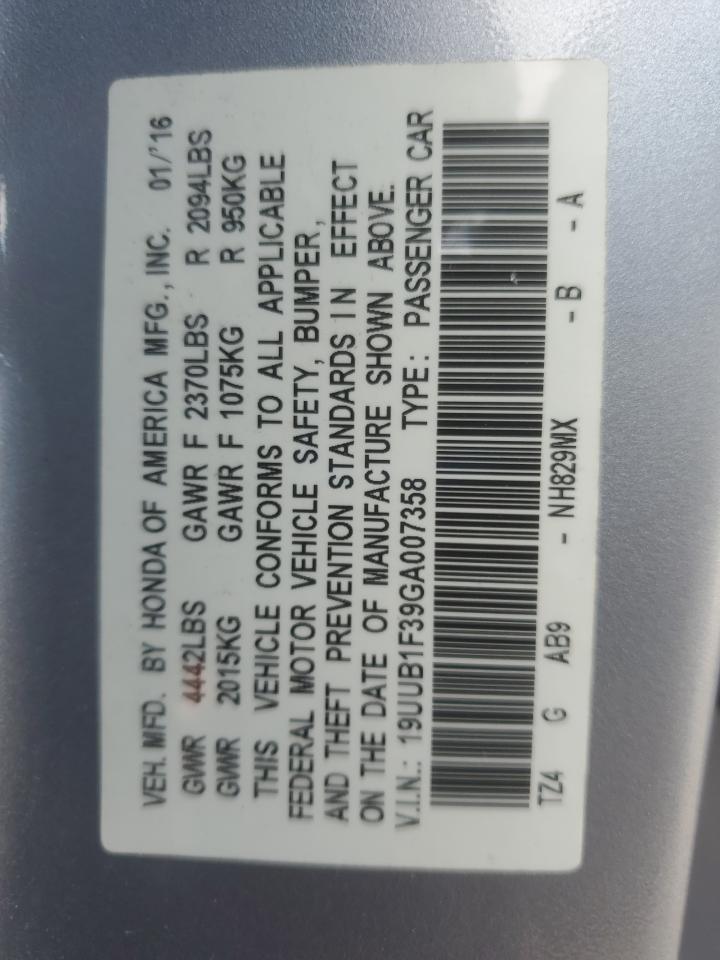 VEH. MFD. BY HONDA OF AMERICA MFG., INC. 01/'16
GVWR 4442LBS GAWR F 2370LBS R 2094LBS
GVWR 2015KG GAWR F 1075KG R 950KG
THIS VEHICLE CONFORMS TO ALL APPLICABLE
FEDERAL MOTOR VEHICLE SAFETY, BUMPER,
AND THEFT PREVENTION STANDARDS IN EFFECT
ON THE DATE OF MANUFACTURE SHOWN ABOVE.
V.I.N.: 19UUB1F39GA007358 TYPE: PASSENGER CAR
TZ4 G AB9 - NH829MX - B - A